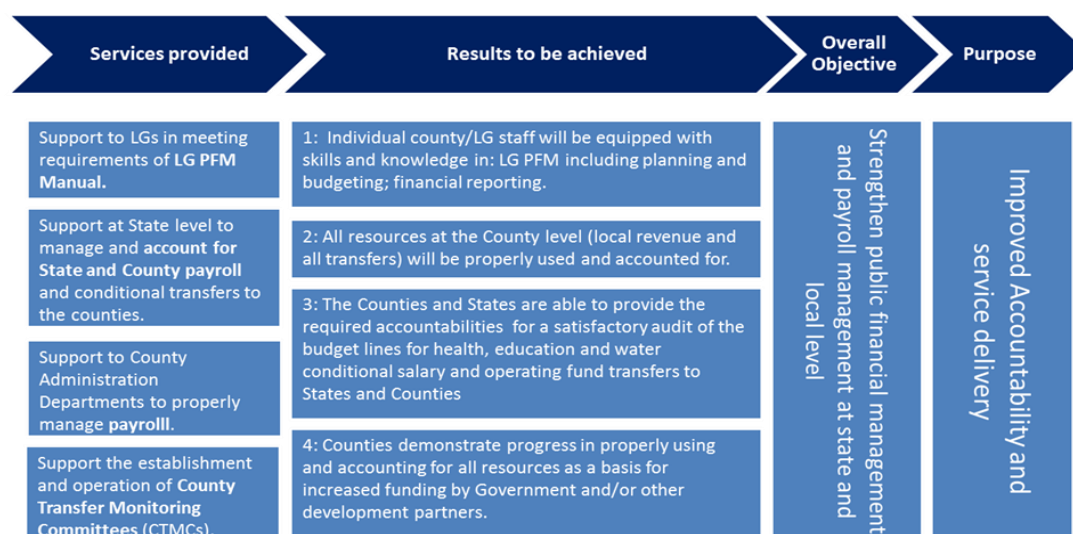 Services provided
Results to be achieved
Overall
Objective
Purpose
Support to LGs in meeting
requirements of LG PFM
Manual.
Support at State level to
manage and account for
State and County payroll
and conditional transfers to
the counties.
Support to County
Administration
Departments to properly
manage payrolll.
Support the establishment
and operation of County
Transfer Monitoring
Committees (CTMCs).
1: Individual county/LG staff will be equipped with
skills and knowledge in: LG PFM including planning and
budgeting; financial reporting.
2: All resources at the County level (local revenue and
all transfers) will be properly used and accounted for.
3: The Counties and States are able to provide the
required accountabilities for a satisfactory audit of the
budget lines for health, education and water
conditional salary and operating fund transfers to
States and Counties
4: Counties demonstrate progress in properly using
and accounting for all resources as a basis for
increased funding by Government and/or other
development partners.
Strengthen public financial management
and payroll management at state and
local level
Improved Accountability and
service delivery